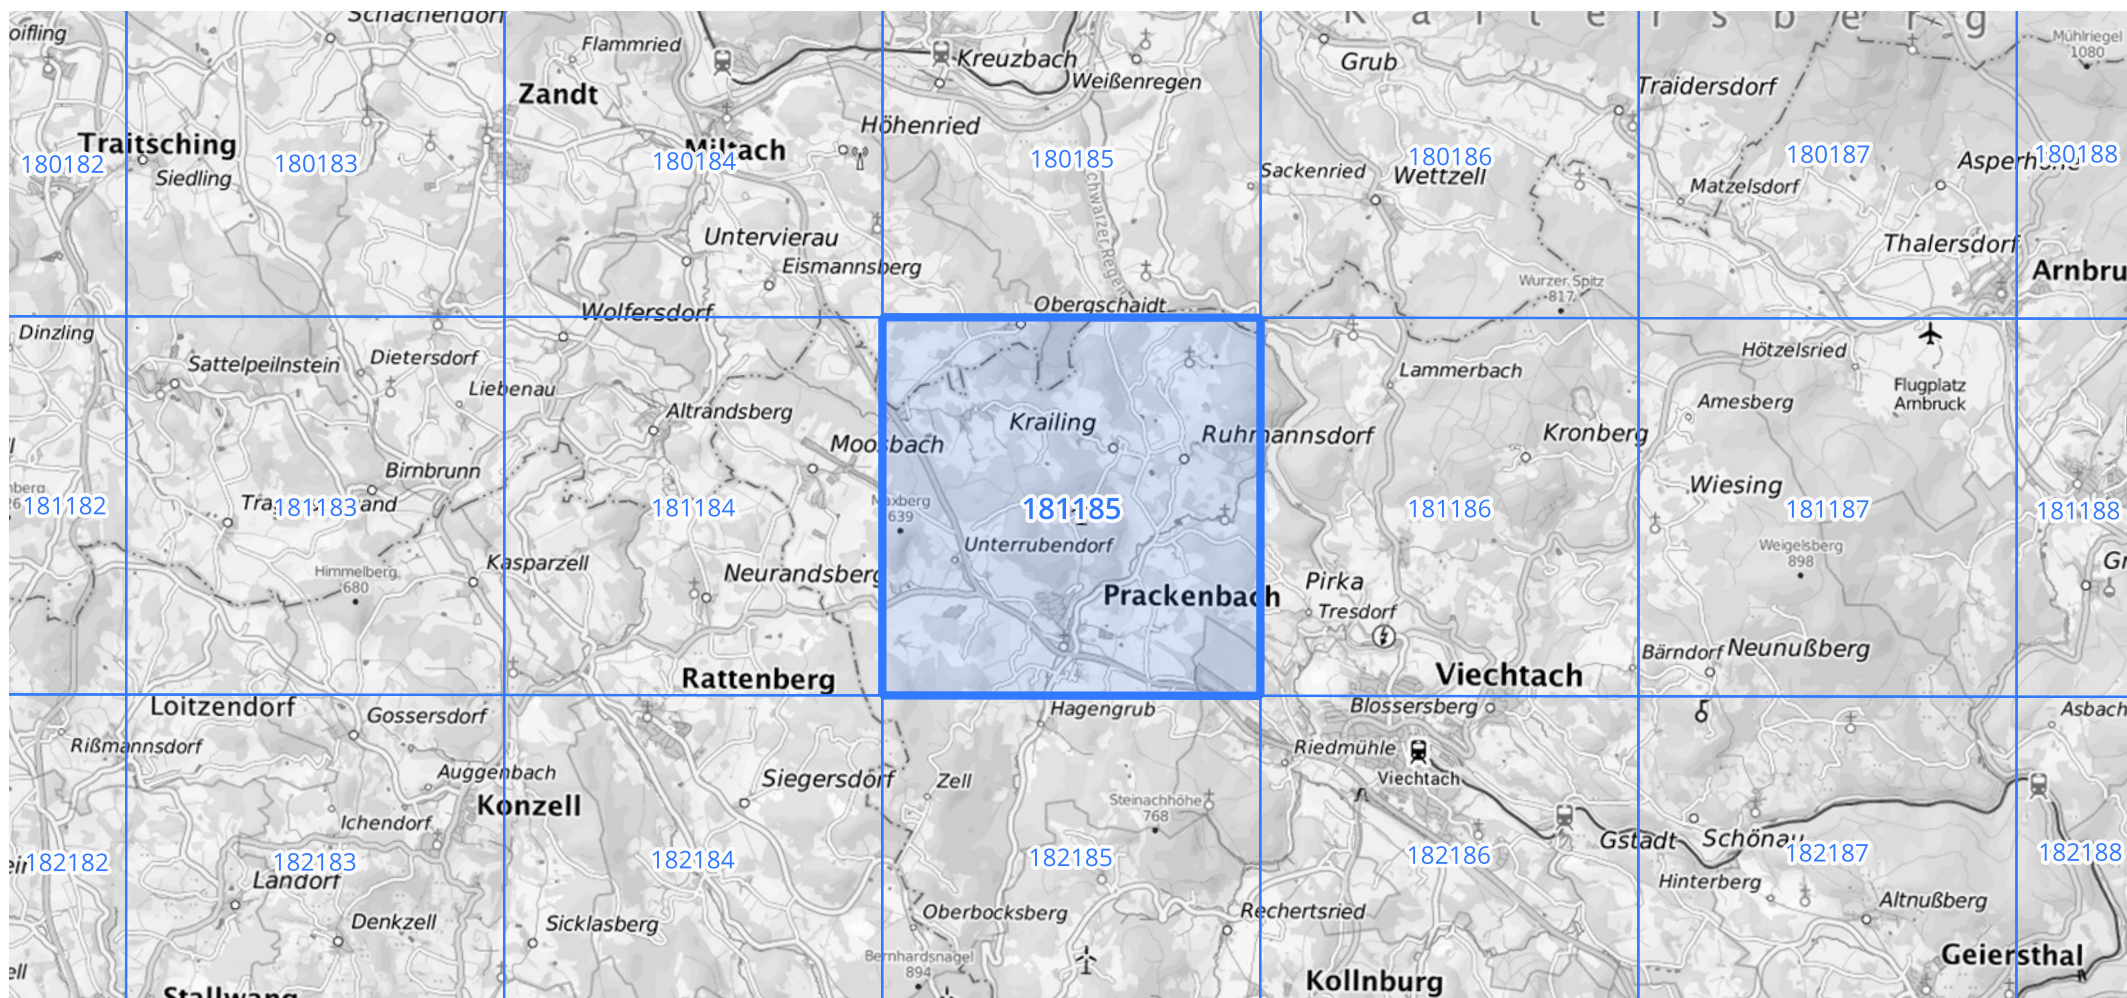 Schachendorf
K a i t e r s b e r g
Flammried
Kreuzbach
Mühlriegel
1080
Weißenregen
Grub
Traidersdorf
Zandt
Höhenried
Traitsching
180182
180183
180184
Miltach
180185
180186
180187
180188
Siedling
Sackenried
Wettzell
Matzelsdorf
Schwarzer Regen
Untervierau
Eismannsberg
Thalersdorf
Arnbru
Wurzer Spitz
817
Wolfersdorf
Obergschaidt
Dinzling
Sattelpeilnstein
Dietersdorf
Liebenau
Altrandsberg
Lammerbach
Hötzelsried
Flugplatz
Arnbruck
Amesberg
Krailing
Moosbach
Ruhmannsdorf
Kronberg
Birnbrunn
Wiesing
181182
181183
181184
Maxberg
639
181185
181186
181187
181188
Unterrubendorf
Weigelsberg
898
Kasparzell
Himmelberg
680
Neurandsberg
Prackenbach
Pirka
Tresdorf
Rattenberg
Viechtach
Bärndorf
Neunußberg
Loitzendorf
Gossersdorf
Hagengrub
Blossersberg
Asbach
Rißmannsdorf
Riedmühle
Viechtach
Auggenbach
Siegersdorf
Zell
Konzell
Steinachhöhe
768
Ichendorf
Gstadt
Schönau
182182
182183
182184
182185
182186
182187
182188
Landorf
Hinterberg
Altnußberg
Denkzell
Sicklasberg
Oberbocksberg
Rechertsried
Bernhardsnagel
894
Geiersthal
Kollnburg
Stallwang